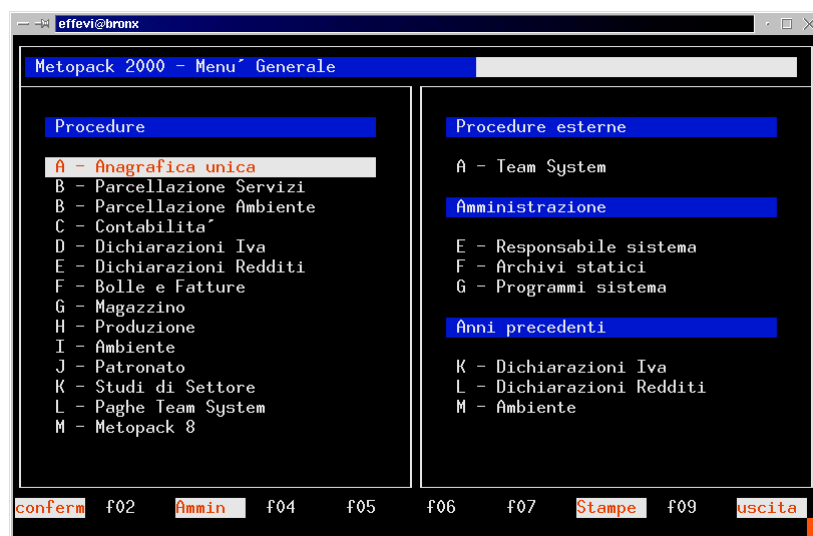 effevi@bronx
Metopack 2000 - Menu´ Generale
Procedure
A - Anagrafica unica
B - Parcellazione Servizi
B - Parcellazione Ambiente
C - Contabilita´
D - Dichiarazioni Iva
E - Dichiarazioni Redditi
F - Bolle e Fatture
G - Magazzino
H - Produzione
I - Ambiente
J - Patronato
K - Studi di Settore
L - Paghe Team System
M - Metopack 8
Procedure esterne
A - Team System
Amministrazione
E - Responsabile sistema
F - Archivi statici
G - Programmi sistema
Anni precedenti
K - Dichiarazioni Iva
L - Dichiarazioni Redditi
M - Ambiente
conferm f02 Ammin f04 f05 f06 f07 Stampe f09 uscita